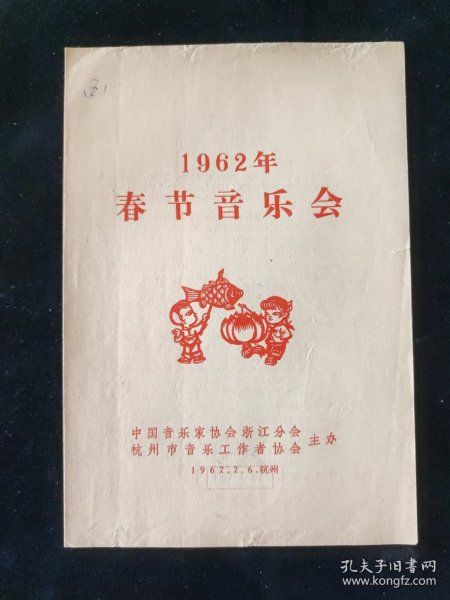 1962年
春节音乐会
中国音乐家协会浙江分会
杭州市音乐工作者协会
主办
1962.2.6.杭州
孔夫子旧书网
www.kongfz.com